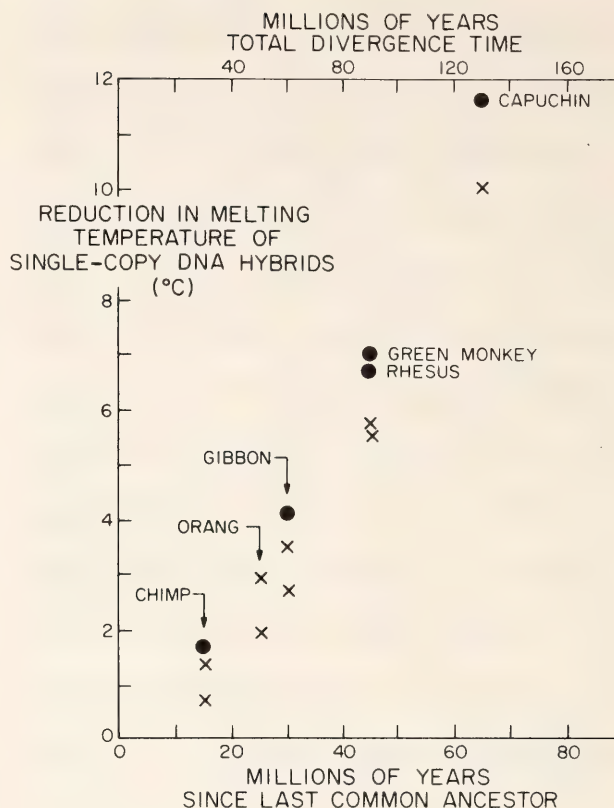 MILLIONS OF YEARS
TOTAL DIVERGENCE TIME
40 60 80 120 160
12
10
REDUCTION IN MELTING
TEMPERATURE OF
SINGLE-COPY DNA HYBRIDS
(°C)
8
6
4
2
0
CAPUCHIN
GREEN MONKEY
RHESUS
GIBBON
ORANG
CHIMP
0 20 40 60 80
MILLIONS OF YEARS
SINCE LAST COMMON ANCESTOR